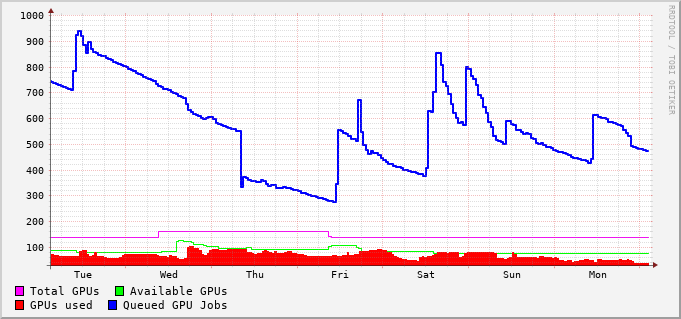 1000
900
800
700
600
500
400
300
200
100
Tue Wed Thu Fri Sat Sun Mon
Total GPUs Available GPUs
GPUs used Queued GPU Jobs
RRDTOOL / TOBI OETIKER